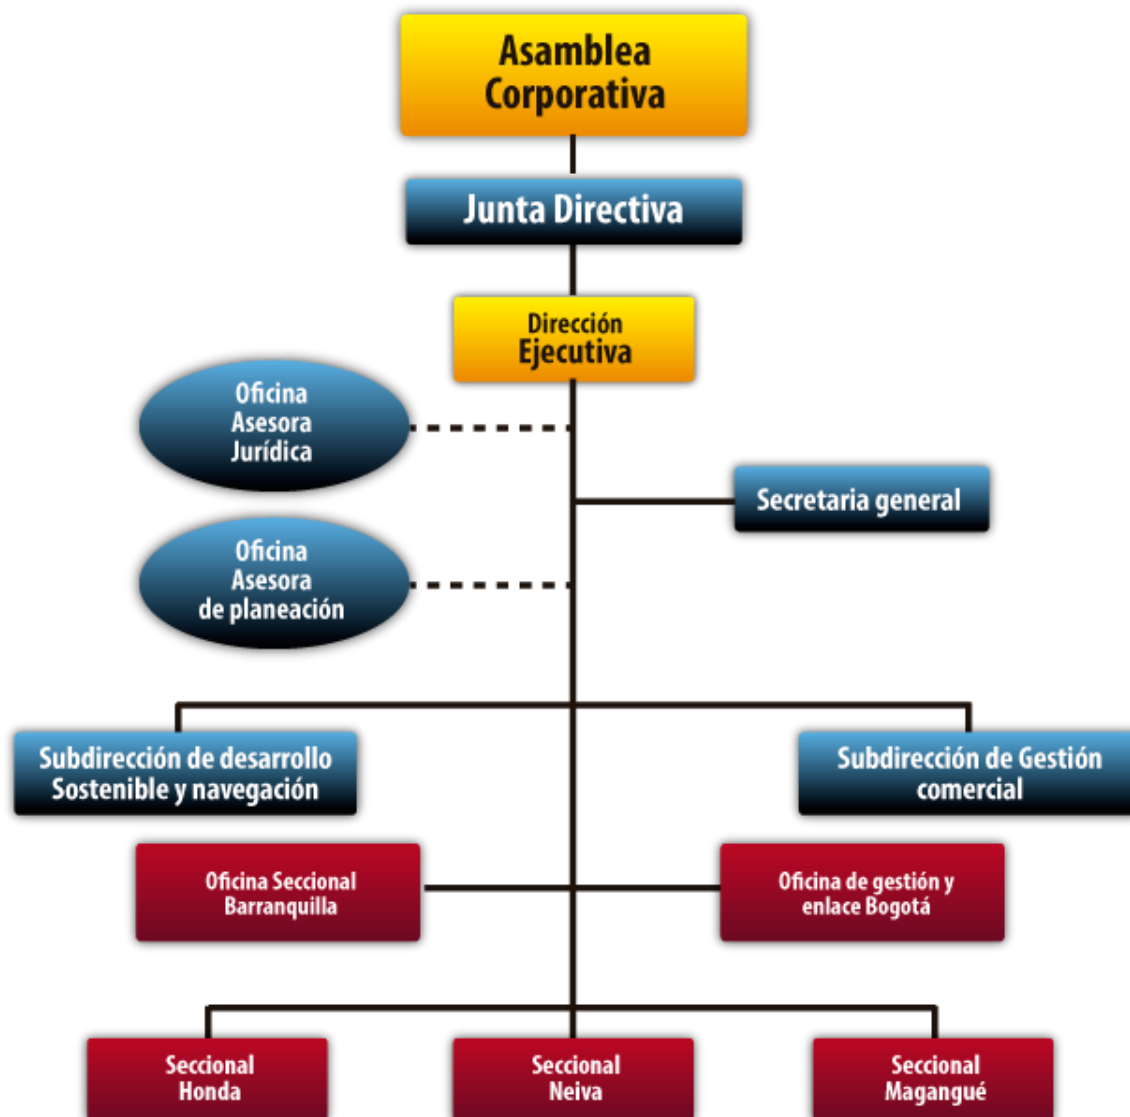 Asamblea
Corporativa
Junta Directiva
Dirección
Ejecutiva
Oficina
Asesora
Jurídica
Secretaria general
Oficina
Asesora
de planeación
Subdirección de desarrollo
Sostenible y navegación
Subdirección de Gestión
comercial
Oficina Seccional
Barranquilla
Oficina de gestión y
enlace Bogotá
Seccional
Honda
Seccional
Neiva
Seccional
Magangué